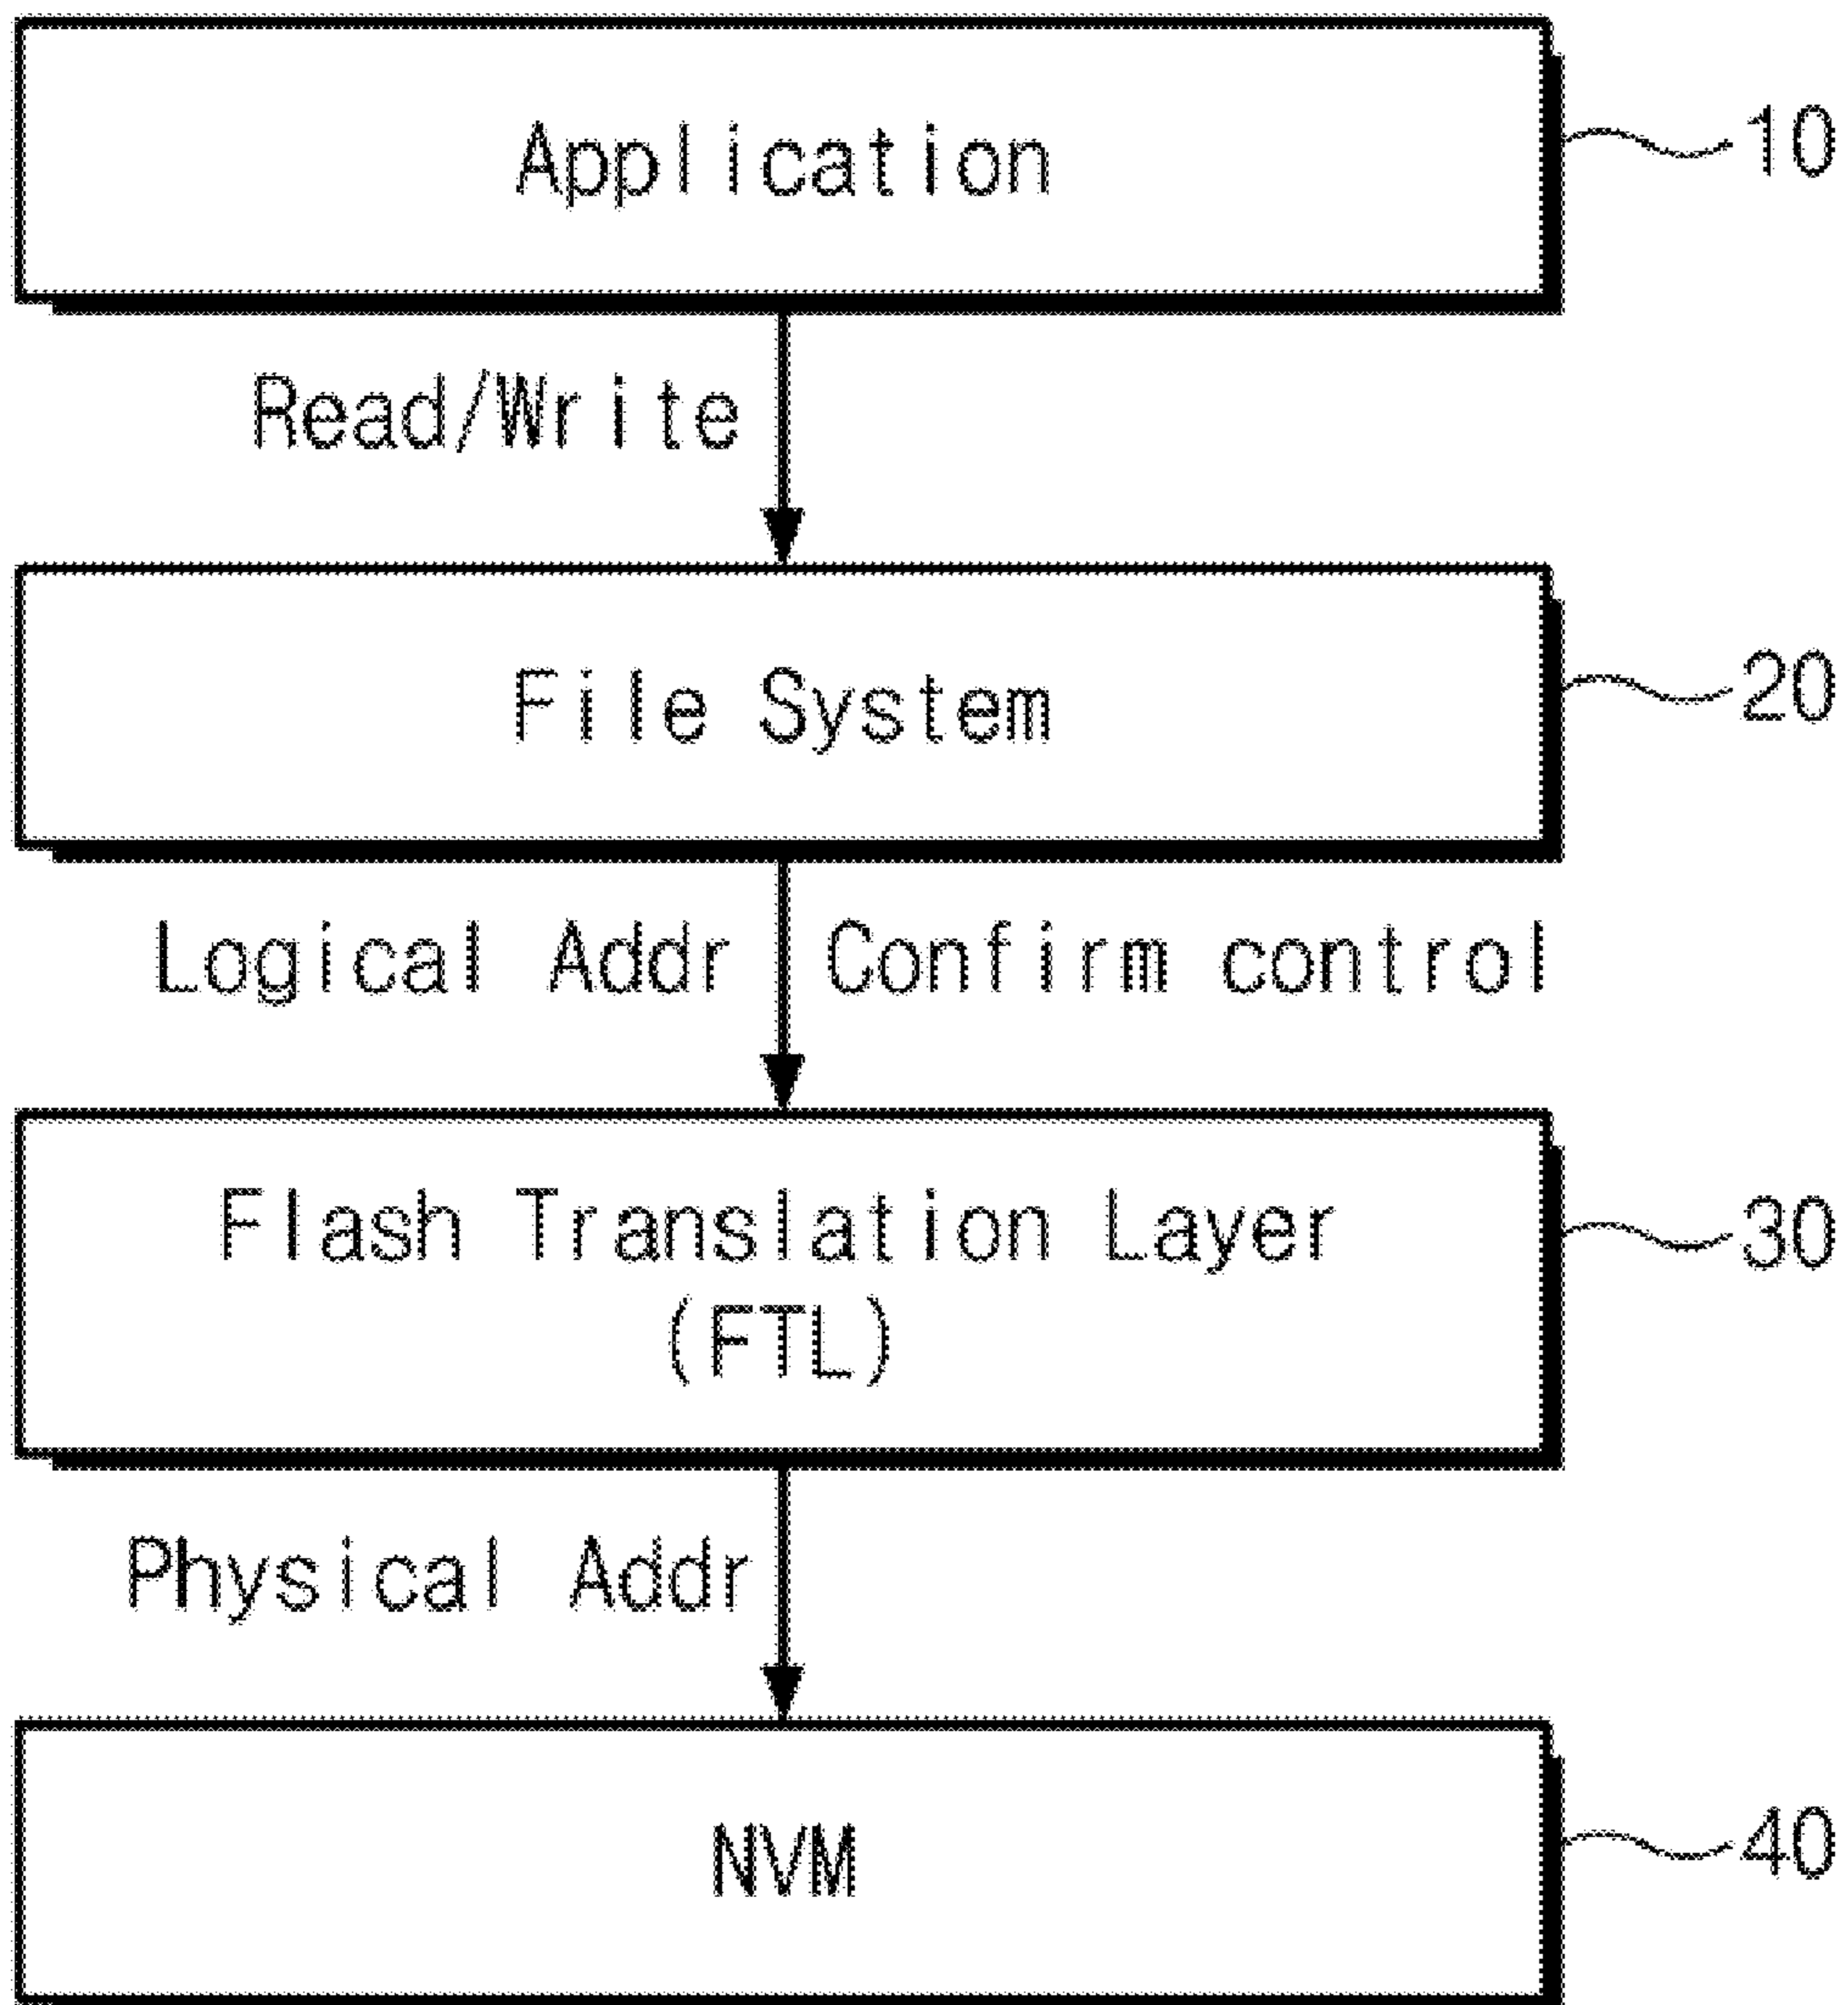 Application
10
Read/Write
File System
20
Logical Addr
Confirm control
Flash Translation Layer
(FTL)
30
Physical Addr
NVM
40